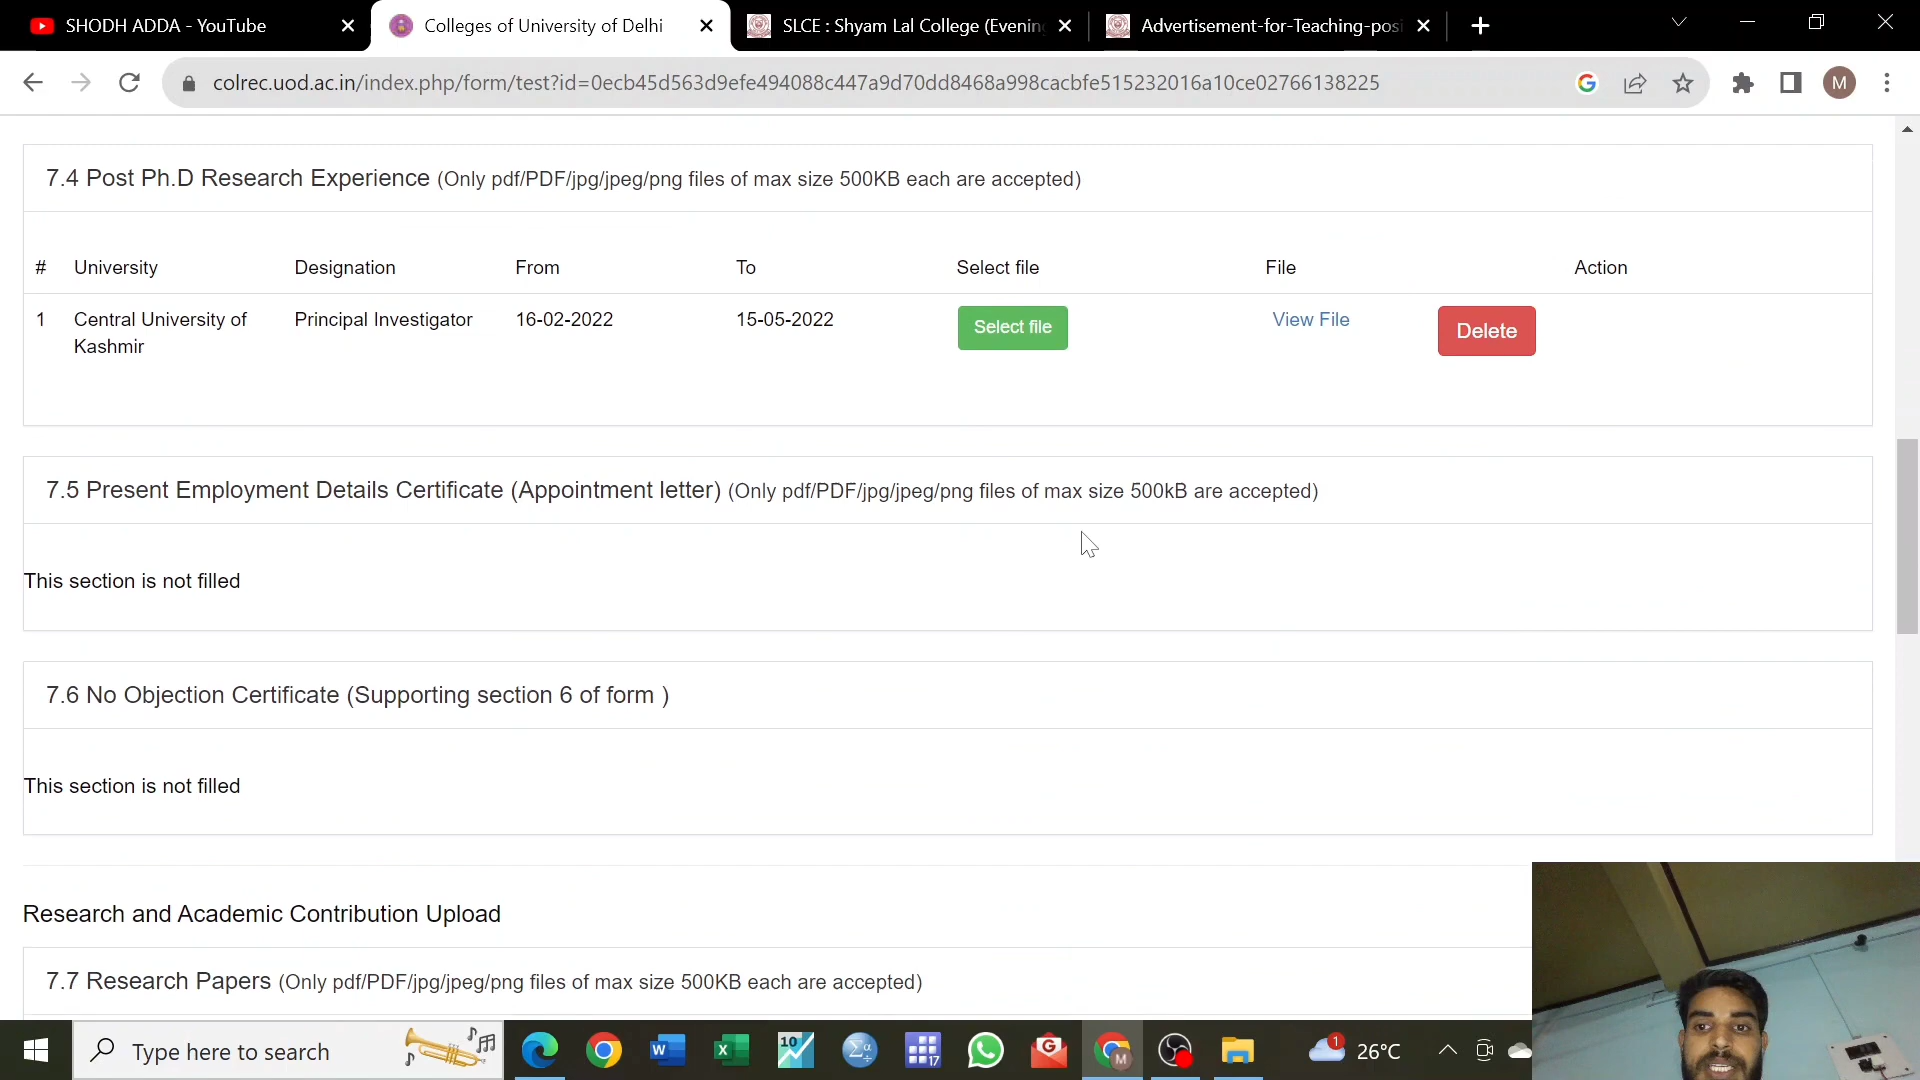 SHODH ADDA - YouTube
Colleges of University of Delhi
SLCE : Shyam Lal College (Evenin
Advertisement-for-Teaching-posi
colrec.uod.ac.in/index.php/form/test?id=0ecb45d563d9efe494088c447a9d70dd8468a998cacbfe515232016a10ce02766138225
M
7.4 Post Ph.D Research Experience (Only pdf/PDF/jpg/jpeg/png files of max size 500KB each are accepted)
# University Designation From To Select file File Action
1 Central University of Principal Investigator 16-02-2022 15-05-2022 Select file View File Delete
Kashmir
7.5 Present Employment Details Certificate (Appointment letter) (Only pdf/PDF/jpg/jpeg/png files of max size 500kB are accepted)
This section is not filled
7.6 No Objection Certificate (Supporting section 6 of form )
This section is not filled
Research and Academic Contribution Upload
7.7 Research Papers (Only pdf/PDF/jpg/jpeg/png files of max size 500KB each are accepted)
Type here to search
10
17
1
26°C